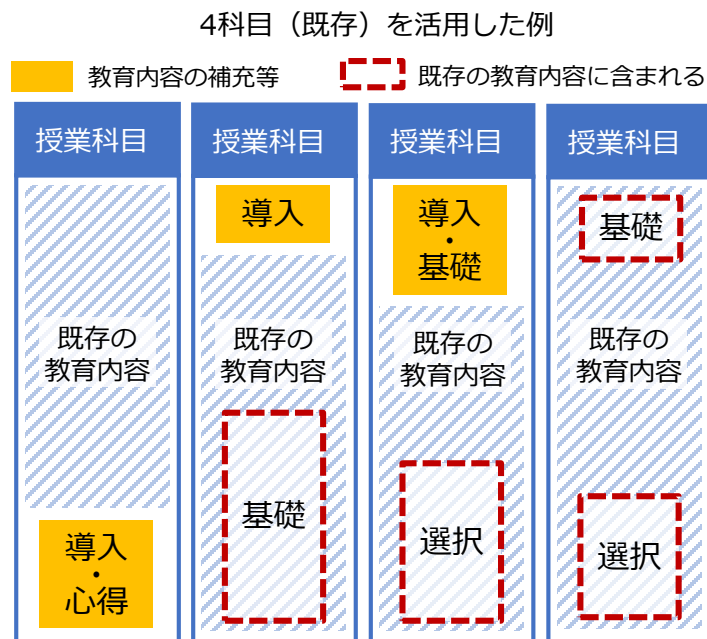 4科目（既存）を活用した例
教育内容の補充等
既存の教育内容に含まれる
授業科目
既存の
教育内容
導入
・
心得
授業科目
導入
既存の
教育内容
基礎
授業科目
導入
・
基礎
既存の
教育内容
選択
授業科目
基礎
既存の
教育内容
選択